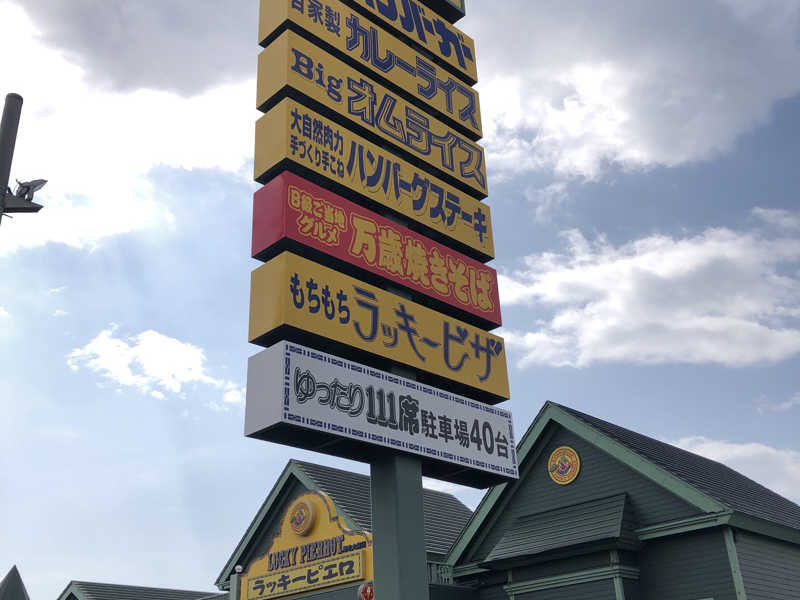 バーガー
自家製
カレーライス
Big オムライス
大自然肉力
手づくり手こね
ハンバーグステーキ
B級ご当地
グルメ
万歳焼きそば
もちもち ラッキーピザ
ゆったり111席 駐車場40台
LUCKY PIERROT
ラッキーピエロ